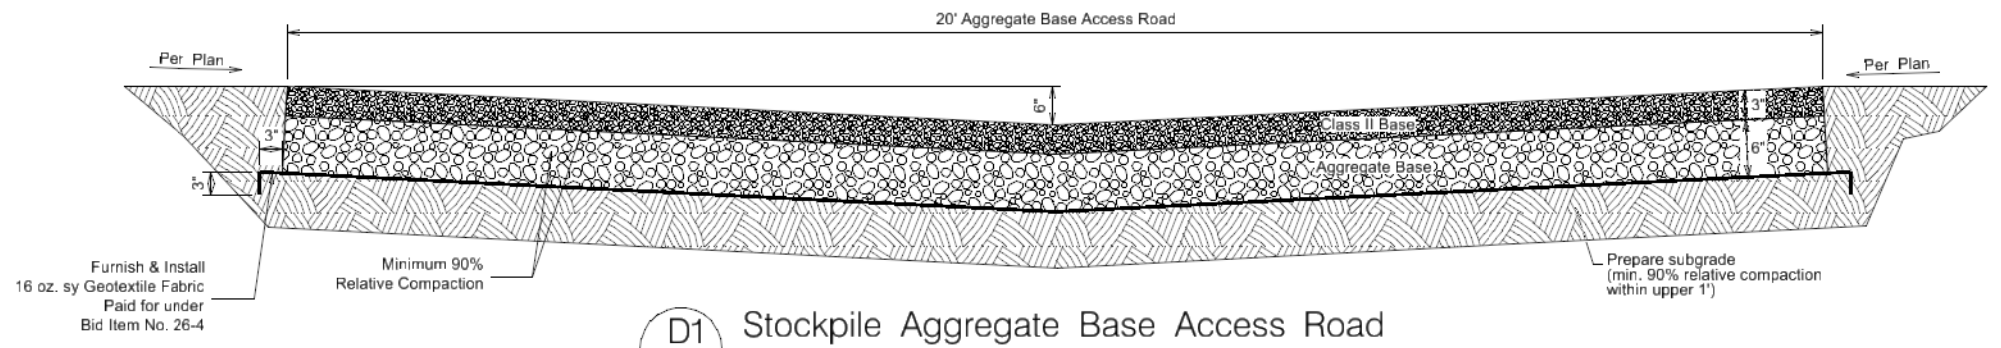 20' Aggregate Base Access Road
Per Plan
Per Plan
6"
3"
Class II Base
3"
6"
Aggregate Base
3"
Furnish & Install
16 oz. sy Geotextile Fabric
Paid for under
Bid Item No. 26-4
Minimum 90%
Relative Compaction
Prepare subgrade
(min. 90% relative compaction
within upper 1')
D1
Stockpile Aggregate Base Access Road